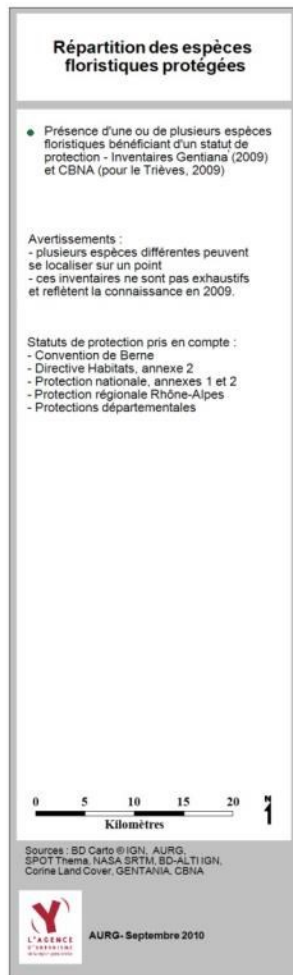 Répartition des espèces
floristiques protégées
Présence d'une ou de plusieurs espèces
floristiques bénéficiant d'un statut de
protection - Inventaires Gentiana (2009)
et CBNA (pour le Trièves, 2009)
Avertissements :
- plusieurs espèces différentes peuvent
se localiser sur un point
- ces inventaires ne sont pas exhaustifs
et reflètent la connaissance en 2009.
Statuts de protection pris en compte :
- Convention de Berne
- Directive Habitats, annexe 2
- Protection nationale, annexes 1 et 2
- Protection régionale Rhône-Alpes
- Protections départementales
0 5 10 15 20
Kilomètres
N
Sources : BD Carto © IGN, AURG,
SPOT Thema, NASA SRTM, BD-ALTI IGN,
Corine Land Cover, GENTANIA, CBNA
L'AGENCE
D'URBANISME
AURG- Septembre 2010